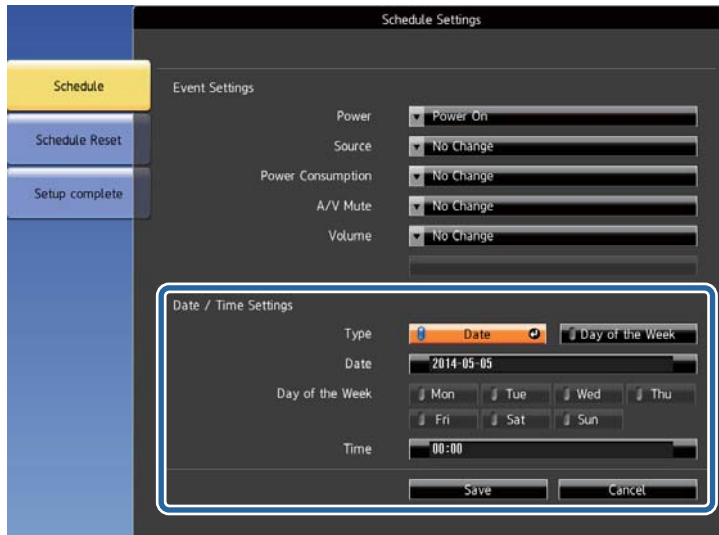 Schedule Settings
Schedule
Schedule Reset
Setup complete
Event Settings
Power Power On
Source No Change
Power Consumption No Change
A/V Mute No Change
Volume No Change
Date / Time Settings
Type Date Day of the Week
Date 2014-05-05
Day of the Week Mon Tue Wed Thu
Fri Sat Sun
Time 00:00
Save Cancel